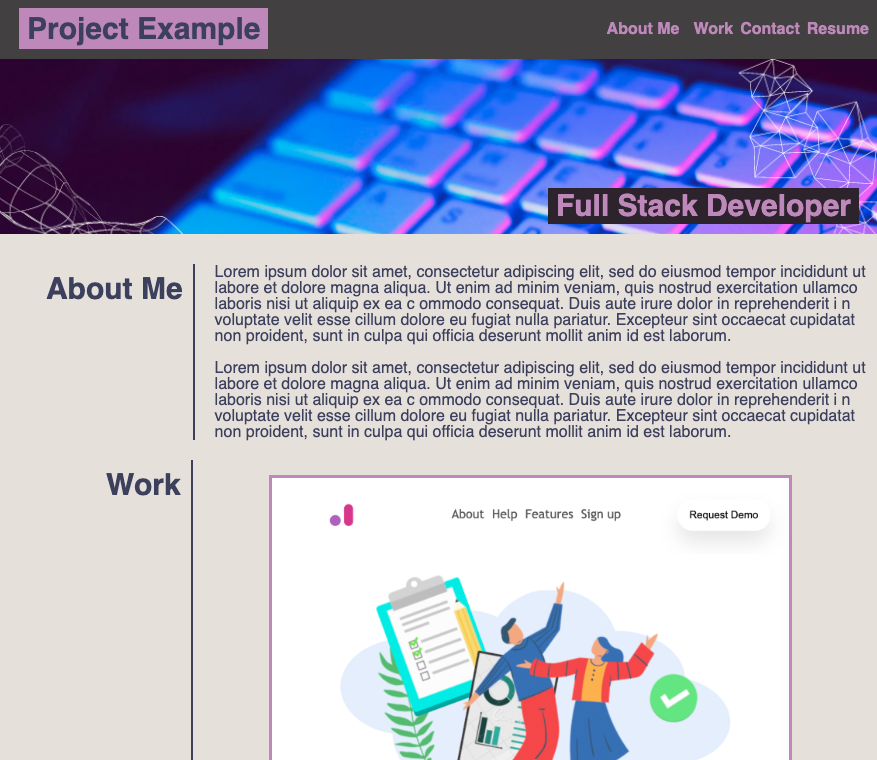 Project Example
About Me Work Contact Resume
Full Stack Developer
About Me
Lorem ipsum dolor sit amet, consectetur adipiscing elit, sed do eiusmod tempor incididunt ut
labore et dolore magna aliqua. Ut enim ad minim veniam, quis nostrud exercitation ullamco
laboris nisi ut aliquip ex ea c ommodo consequat. Duis aute irure dolor in reprehenderit i n
voluptate velit esse cillum dolore eu fugiat nulla pariatur. Excepteur sint occaecat cupidatat
non proident, sunt in culpa qui officia deserunt mollit anim id est laborum.
Lorem ipsum dolor sit amet, consectetur adipiscing elit, sed do eiusmod tempor incididunt ut
labore et dolore magna aliqua. Ut enim ad minim veniam, quis nostrud exercitation ullamco
laboris nisi ut aliquip ex ea c ommodo consequat. Duis aute irure dolor in reprehenderit i n
voluptate velit esse cillum dolore eu fugiat nulla pariatur. Excepteur sint occaecat cupidatat
non proident, sunt in culpa qui officia deserunt mollit anim id est laborum.
Work
About Help Features Sign up
Request Demo